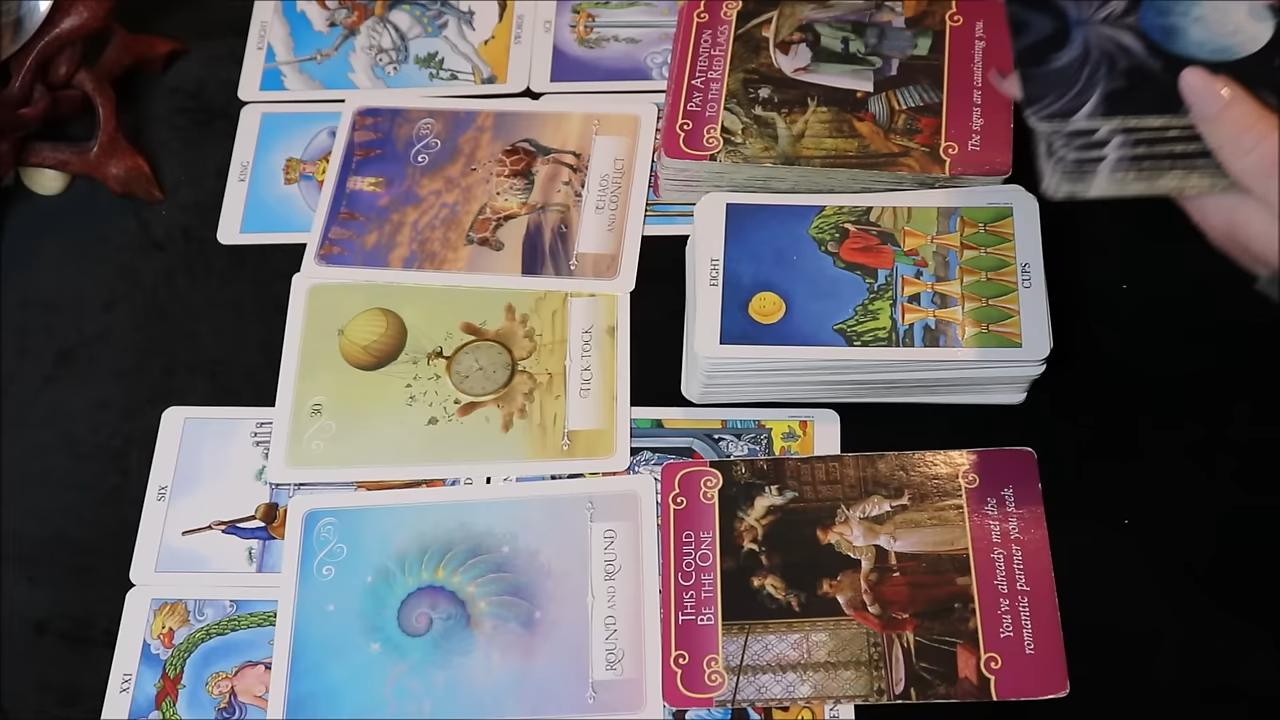 KNIGHT
SWORDS
ACE
PAY ATTENTION
TO THE RED FLAGS
The signs are cautioning you.
KING
33
CHAOS
AND CONFLICT
EIGHT
CUPS
30
TICK-TOCK
SIX
25
ROUND AND ROUND
THIS COULD
BE THE ONE
You've already met the
romantic partner you seek.
XXI